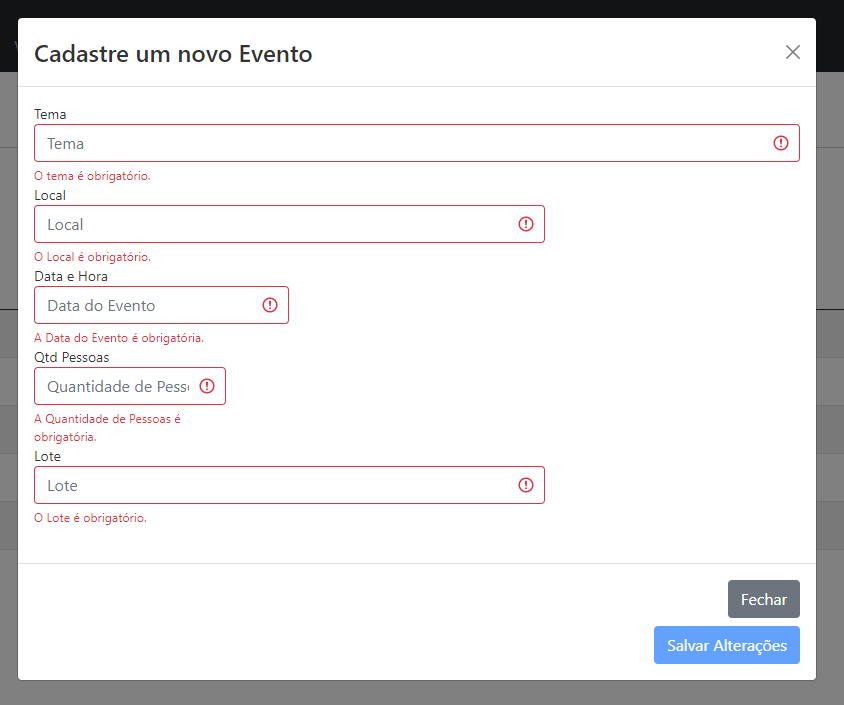 Cadastre um novo Evento
Tema
Tema
O tema é obrigatório.
Local
Local
O Local é obrigatório.
Data e Hora
Data do Evento
A Data do Evento é obrigatória.
Qtd Pessoas
Quantidade de Pess
A Quantidade de Pessoas é
obrigatória.
Lote
Lote
O Lote é obrigatório.
Fechar
Salvar Alterações